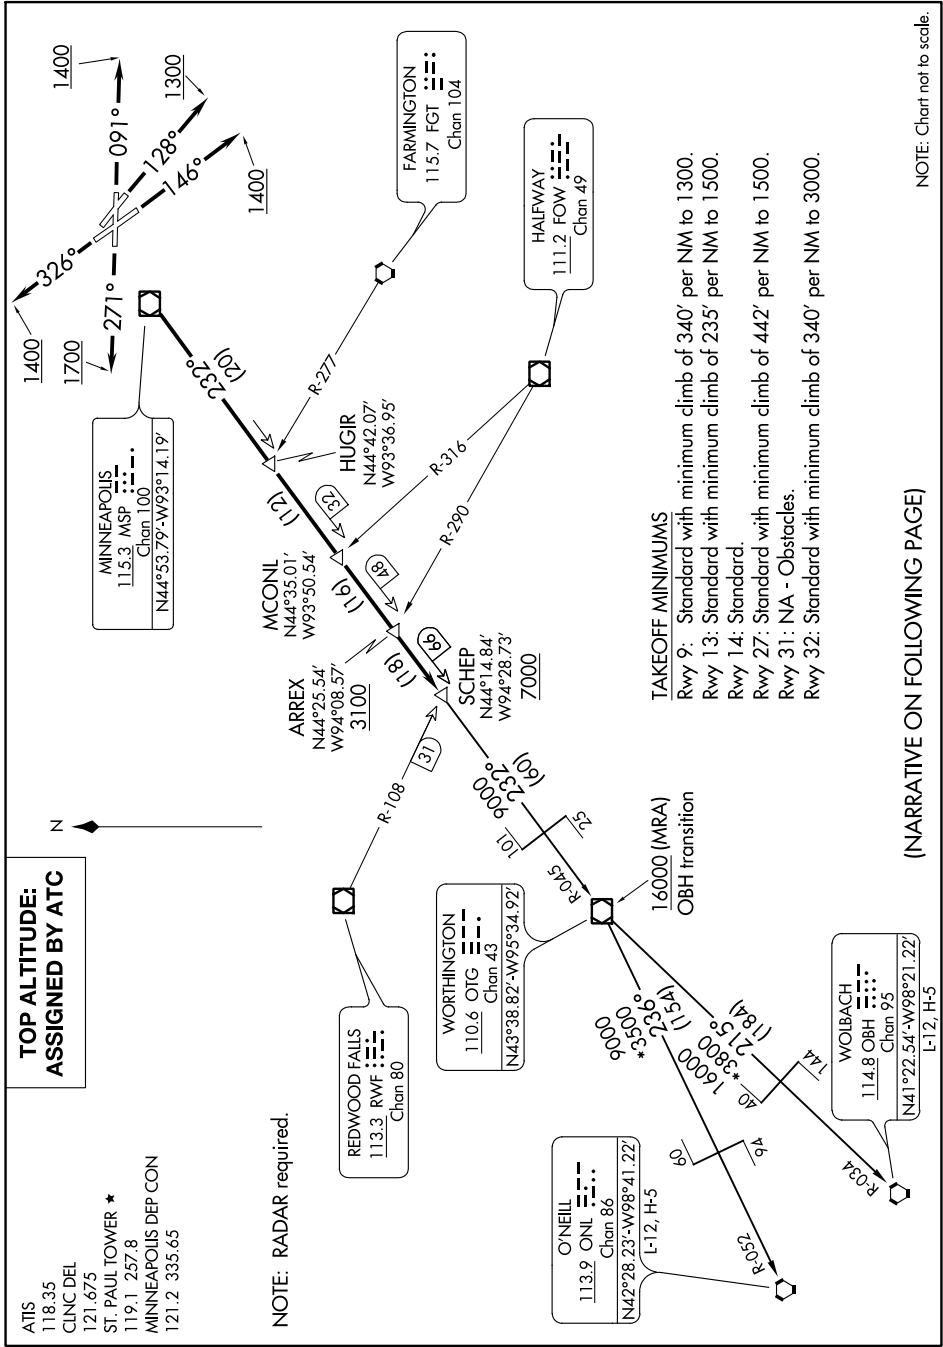 TOP ALTITUDE:
ASSIGNED BY ATC
ATIS
118.35
CLNC DEL
121.675
ST. PAUL TOWER ★
119.1 257.8
MINNEAPOLIS DEP CON
121.2 335.65
NOTE: RADAR required.
N
1400
1700
1400
1300
1400
326°
271°
091°
128°
146°
MINNEAPOLIS
115.3 MSP
Chan 100
N44°53.79'-W93°14.19'
232°
(20)
FARMINGTON
115.7 FGT
Chan 104
R-277
HUGIR
N44°42.07'
W93°36.95'
(12)
32
HALFWAY
111.2 FOW
Chan 49
R-316
R-290
MCONL
N44°35.01'
W93°50.54'
(16)
48
ARREX
N44°25.54'
W94°08.57'
3100
(18)
66
SCHEP
N44°14.84'
W94°28.73'
7000
REDWOOD FALLS
113.3 RWF
Chan 80
R-108
31
9000
232°
(60)
101
25
R-045
WORTHINGTON
110.6 OTG
Chan 43
N43°38.82'-W95°34.92'
16000 (MRA)
OBH transition
9000
*3500
236°
(154)
60
94
R-052
16000
*3800
215°
(184)
40
144
R-034
O'NEILL
113.9 ONL
Chan 86
N42°28.23'-W98°41.22'
L-12, H-5
WOLBACH
114.8 OBH
Chan 95
N41°22.54'-W98°21.22'
L-12, H-5
TAKEOFF MINIMUMS
Rwy 9: Standard with minimum climb of 340' per NM to 1300.
Rwy 13: Standard with minimum climb of 235' per NM to 1500.
Rwy 14: Standard.
Rwy 27: Standard with minimum climb of 442' per NM to 1500.
Rwy 31: NA - Obstacles.
Rwy 32: Standard with minimum climb of 340' per NM to 3000.
(NARRATIVE ON FOLLOWING PAGE)
NOTE: Chart not to scale.